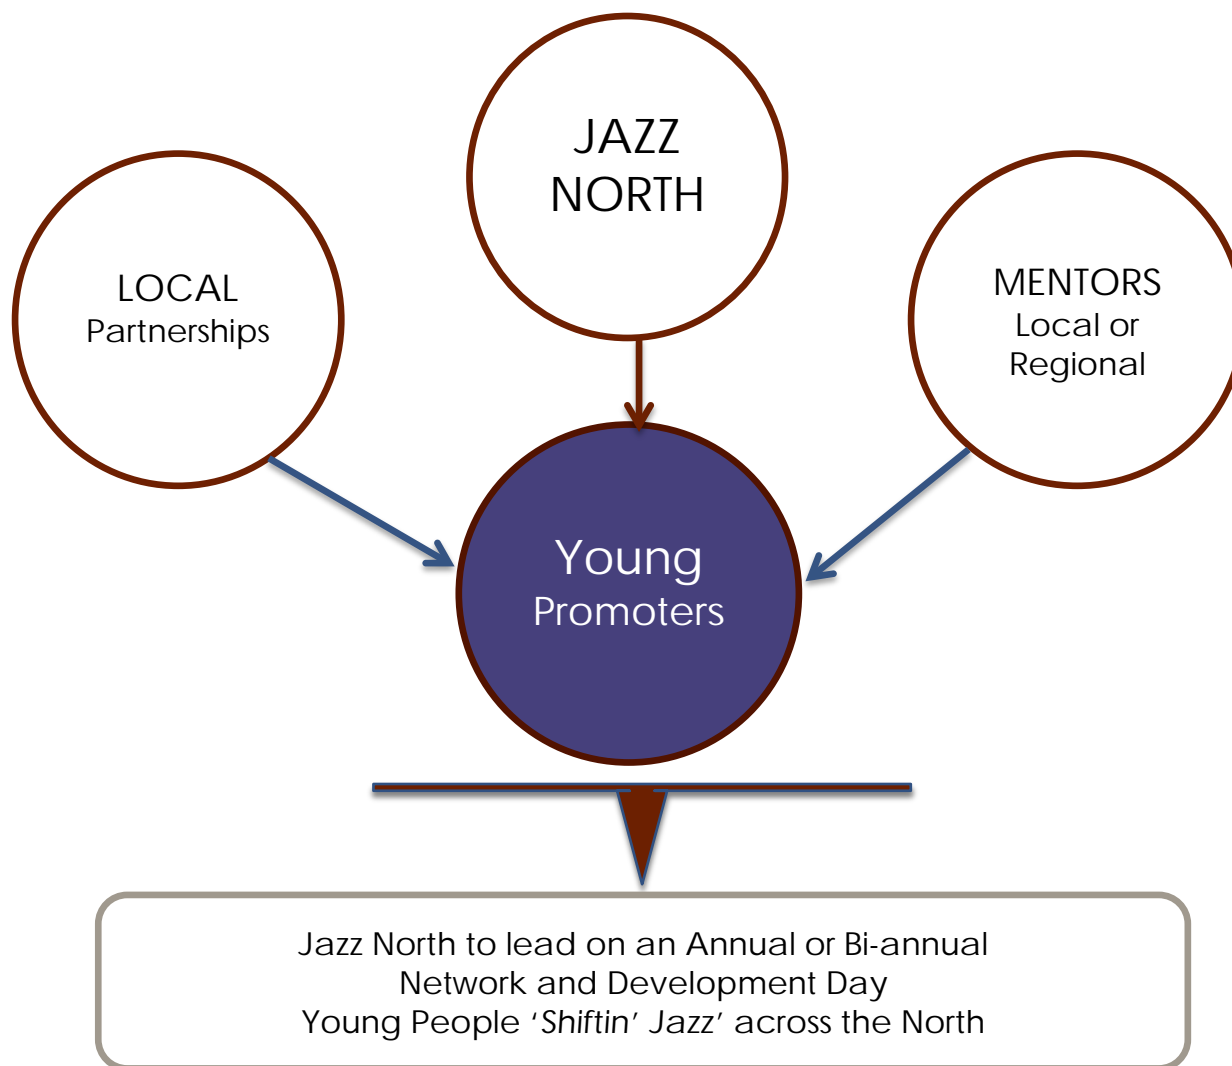 JAZZ
NORTH
LOCAL
Partnerships
MENTORS
Local or
Regional
Young
Promoters
Jazz North to lead on an Annual or Bi-annual
Network and Development Day
Young People ‘Shiftin’ Jazz’ across the North